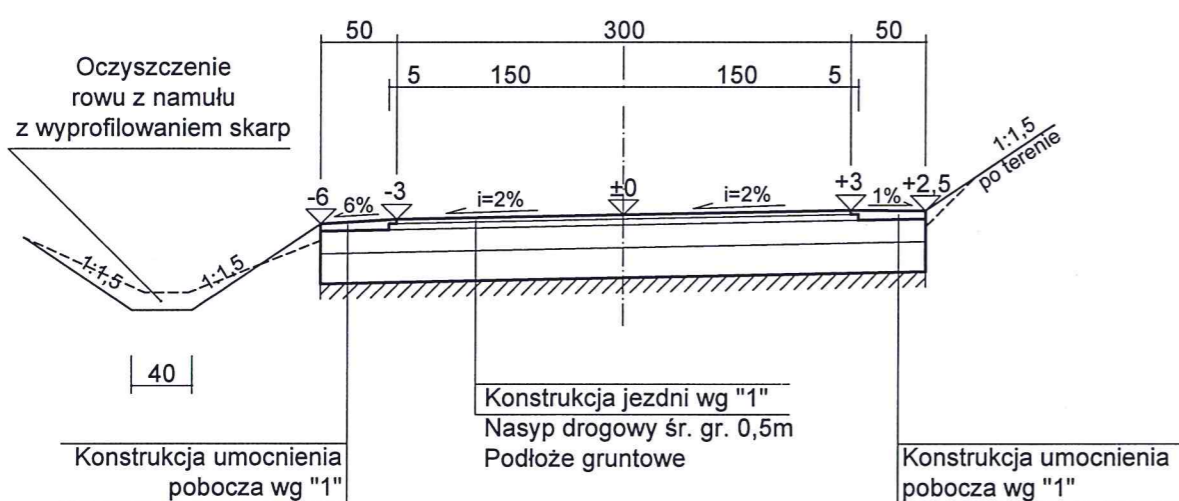 50 300 50
5 150 150 5
Oczyszczenie
rowu z namułu
z wyprofilowaniem skarp
1:1,5
po terenie
-6 6% -3 i=2% ±0 i=2% +3 1% +2,5
1:1,5 1:1,5
40
Konstrukcja jezdni wg "1"
Nasyp drogowy śr. gr. 0,5m
Podłoże gruntowe
Konstrukcja umocnienia
pobocza wg "1"
Konstrukcja umocnienia
pobocza wg "1"